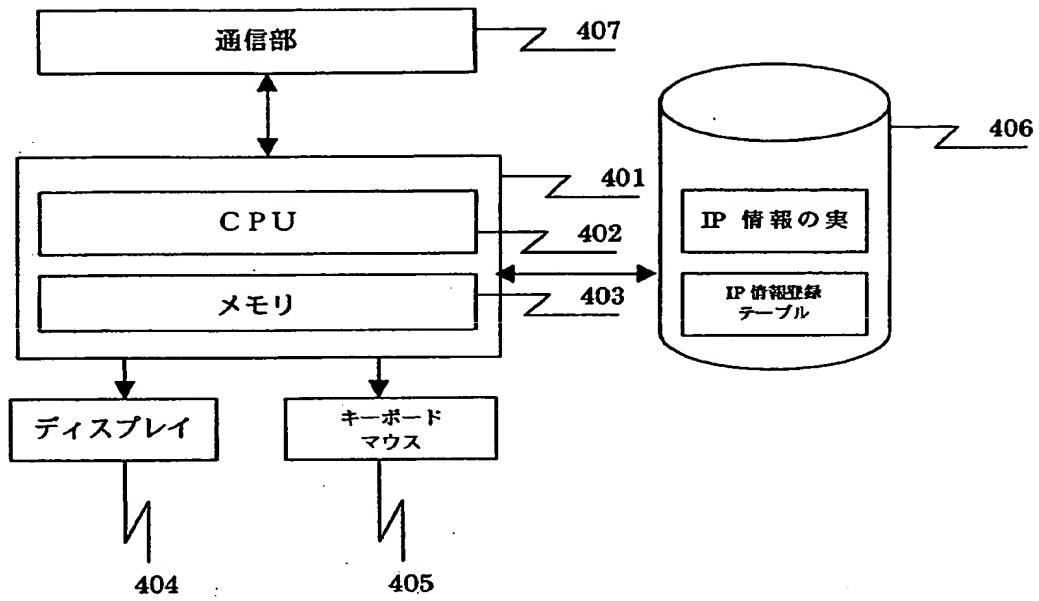 通信部
407
406
401
CPU
402
IP 情報の実
メモリ
403
IP 情報登録
テーブル
ディスプレイ
キーボード
マウス
404
405